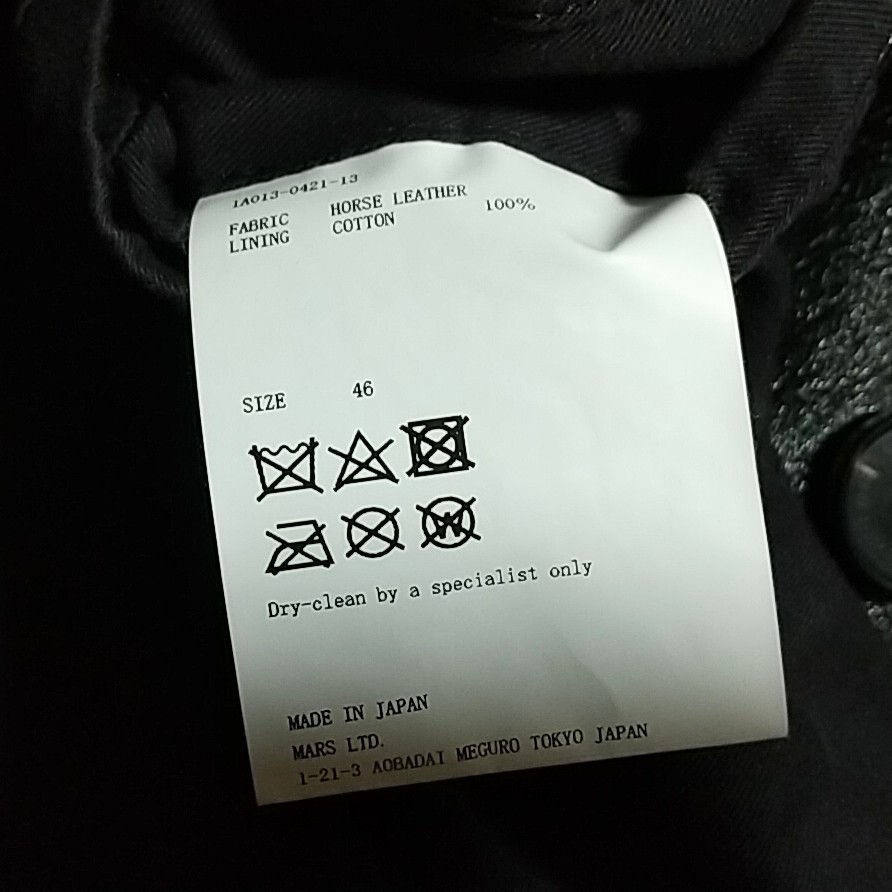 1A013-0421-13
FABRIC HORSE LEATHER 100%
LINING COTTON
SIZE 46
W
Dry-clean by a specialist only
MADE IN JAPAN
MARS LTD.
1-21-3 AOBADAI MEGURO TOKYO JAPAN